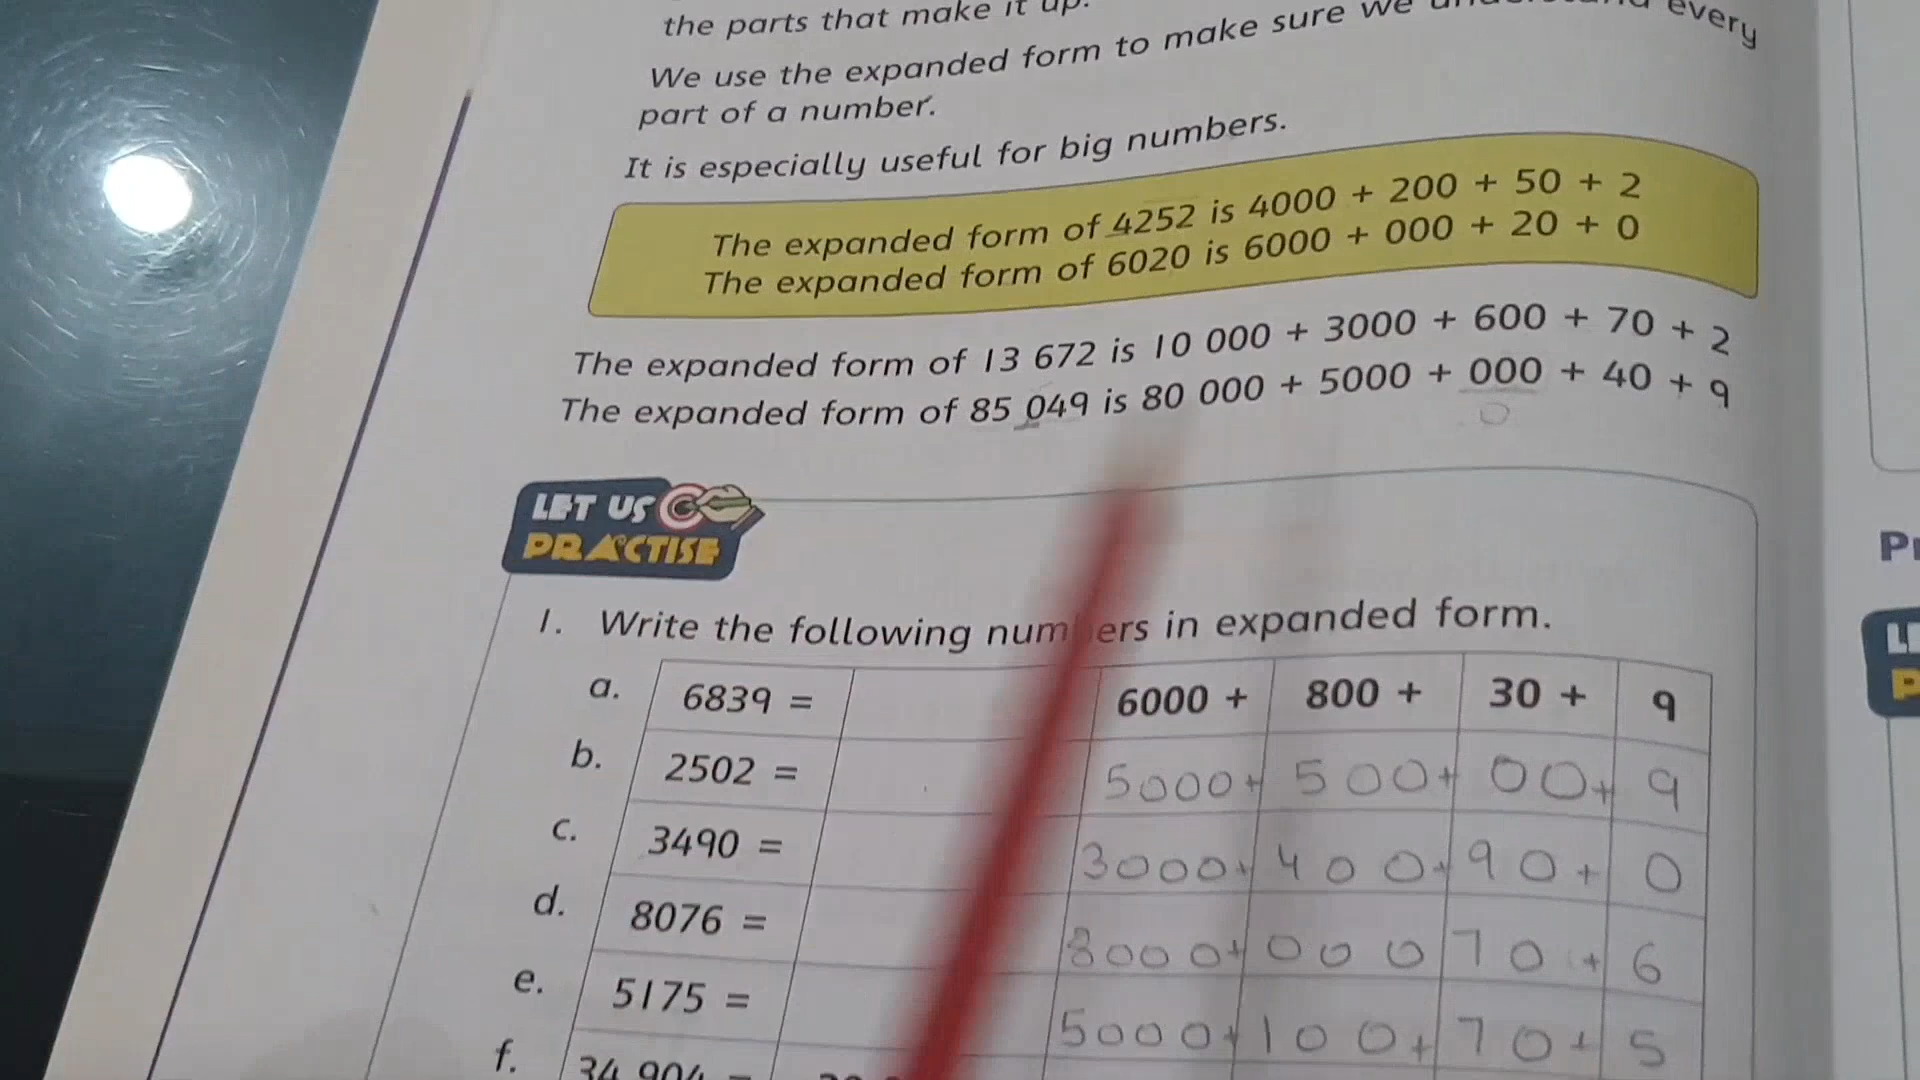 the parts that make it up.
We use the expanded form to make sure we understand every
part of a number.
It is especially useful for big numbers.
The expanded form of 4252 is 4000 + 200 + 50 + 2
The expanded form of 6020 is 6000 + 000 + 20 + 0
The expanded form of 13 672 is 10 000 + 3000 + 600 + 70 + 2
The expanded form of 85 049 is 80 000 + 5000 + 000 + 40 + 9
0
LET US
PRACTISE
1. Write the following numbers in expanded form.
a. 6839 = 6000 + 800 + 30 + 9
b. 2502 = 5000+ 500+ 00+ 9
c. 3490 = 3000+ 400+ 90+ 0
d. 8076 = 8000+ 000 70 + 6
e. 5175 = 5000+ 100+ 70+ 5
f. 34 904 =